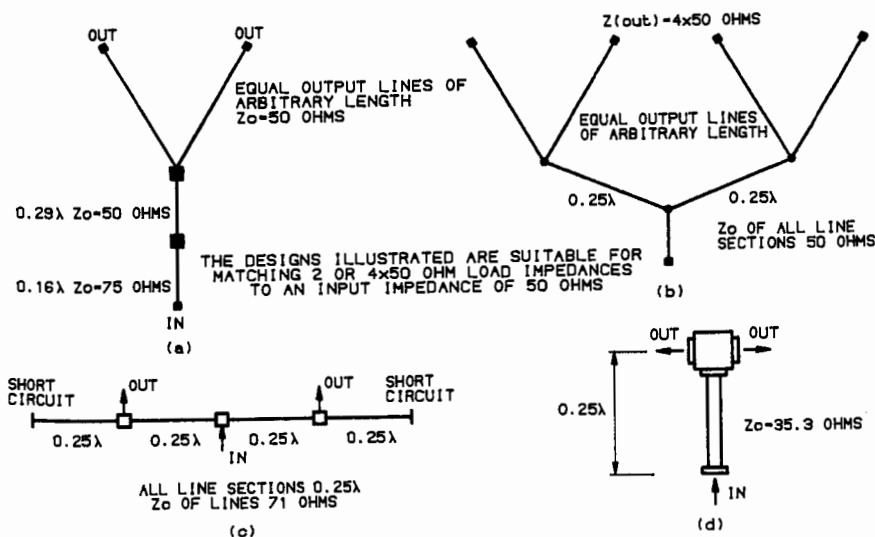 OUT
OUT
EQUAL OUTPUT LINES OF
ARBITRARY LENGTH
Zo=50 OHMS
0.29λ Zo=50 OHMS
0.16λ Zo=75 OHMS
IN
(a)
Z(out)=4x50 OHMS
EQUAL OUTPUT LINES
OF ARBITRARY LENGTH
0.25λ
0.25λ
Zo OF ALL LINE
SECTIONS 50 OHMS
(b)
THE DESIGNS ILLUSTRATED ARE SUITABLE FOR
MATCHING 2 OR 4x50 OHM LOAD IMPEDANCES
TO AN INPUT IMPEDANCE OF 50 OHMS
SHORT
CIRCUIT
OUT
OUT
SHORT
CIRCUIT
0.25λ
0.25λ
0.25λ
0.25λ
IN
ALL LINE SECTIONS 0.25λ
Zo OF LINES 71 OHMS
(c)
OUT
OUT
0.25λ
Zo=35.3 OHMS
IN
(d)